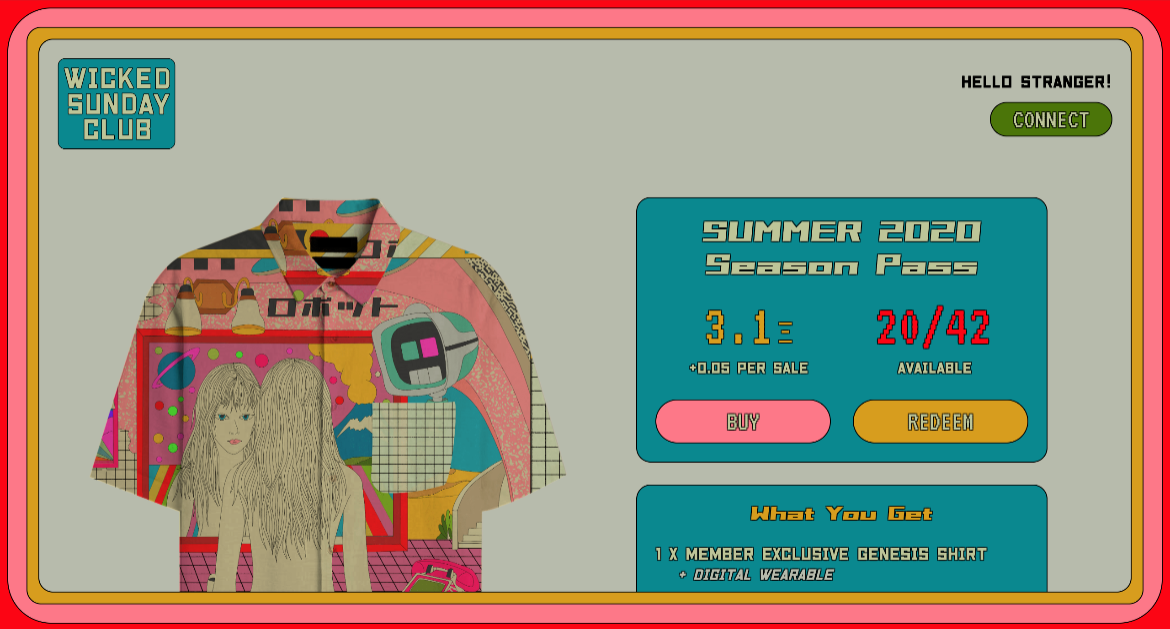 WICKED
SUNDAY
CLUB
HELLO STRANGER!
CONNECT
ロボット
SUMMER 2020
Season Pass
3.1Ξ
20/42
+0.05 PER SALE
AVAILABLE
BUY
REDEEM
What You Get
1 X MEMBER EXCLUSIVE GENESIS SHIRT
+ DIGITAL WEARABLE